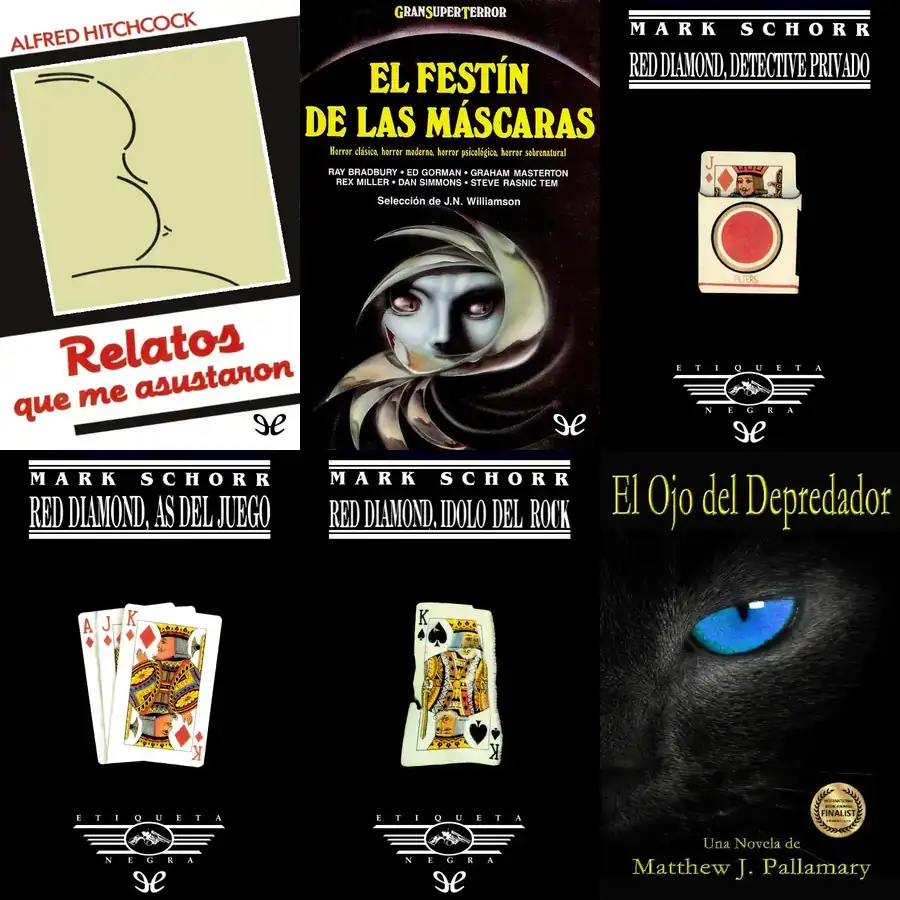 ALFRED HITCHCOCK
Relatos
que me asustaron
GRANSUPERTERROR
EL FESTÍN
DE LAS MÁSCARAS
Horror clásico, horror moderno, horror psicológico, horror sobrenatural
RAY BRADBURY • ED GORMAN • GRAHAM MASTERTON
REX MILLER • DAN SIMMONS • STEVE RASNIC TEM
Selección de J.N. Williamson
MARK SCHORR
RED DIAMOND, DETECTIVE PRIVADO
J
FILTERS
ETIQUETA
NEGRA
MARK SCHORR
RED DIAMOND, AS DEL JUEGO
A J K
K
ETIQUETA
NEGRA
MARK SCHORR
RED DIAMOND, IDOLO DEL ROCK
K
K
ETIQUETA
NEGRA
El Ojo del Depredador
FINALIST
Una Novela de
Matthew J. Pallamary